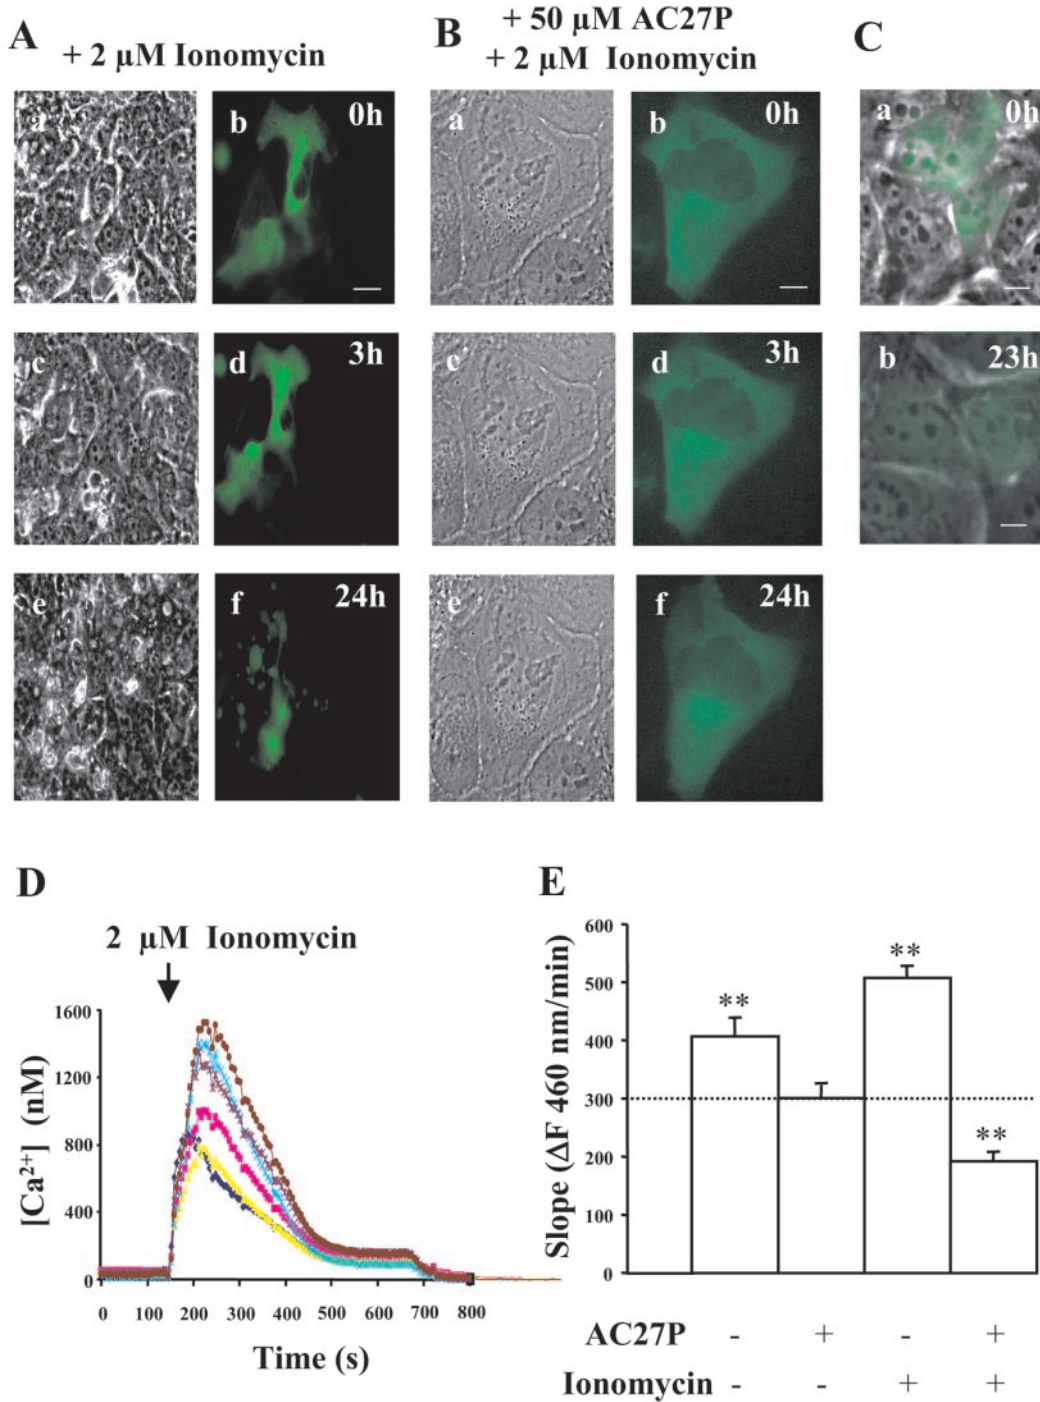 A
+ 2 µM Ionomycin
B
+ 50 µM AC27P
+ 2 µM Ionomycin
C
a
b
0h
a
b
0h
a
0h
c
d
3h
c
d
3h
b
23h
e
f
24h
e
f
24h
D
2 µM Ionomycin
[Ca²⁺] (nM)
1600
1200
800
400
0
0 100 200 300 400 500 600 700 800
Time (s)
E
Slope (ΔF 460 nm/min)
600
500
400
300
200
100
0
**
**
**
AC27P - + - +
Ionomycin - - + +